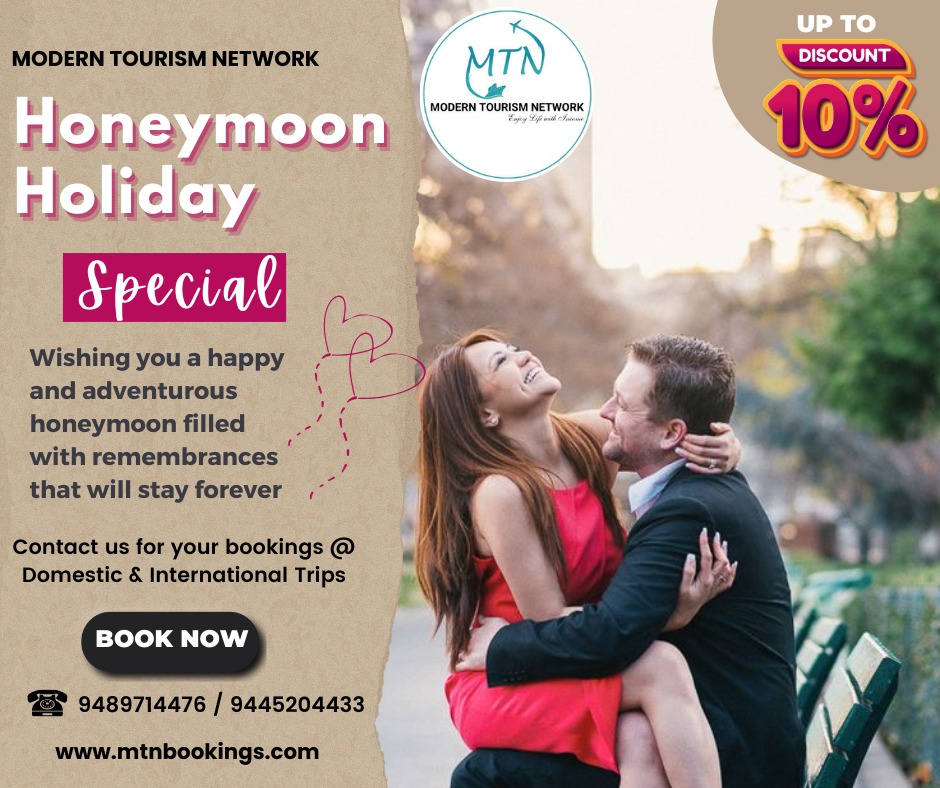 MODERN TOURISM NETWORK
Honeymoon
Holiday
Special
Wishing you a happy
and adventurous
honeymoon filled
with remembrances
that will stay forever
Contact us for your bookings @
Domestic & International Trips
BOOK NOW
9489714476 / 9445204433
www.mtnbookings.com
MTN
MODERN TOURISM NETWORK
Enjoy Life with Income
UP TO
DISCOUNT
10%